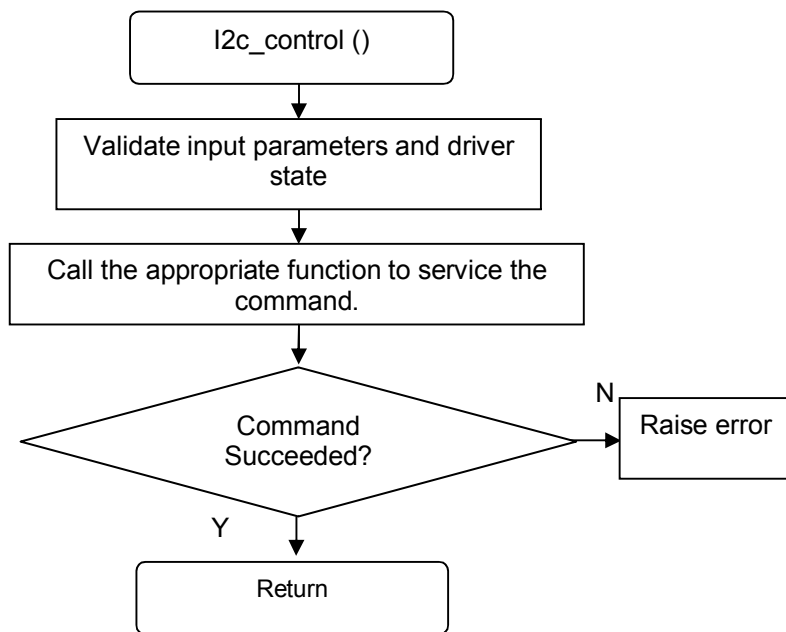 I2c_control ()
Validate input parameters and driver
state
Call the appropriate function to service the
command.
Command
Succeeded?
N
Raise error
Y
Return